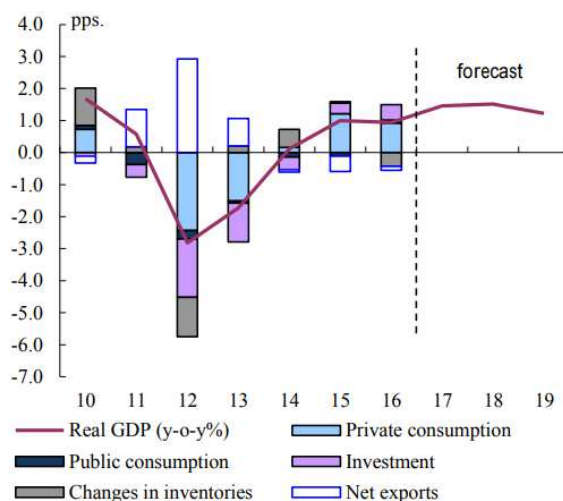 4.0 pps.
3.0
2.0 forecast
1.0
0.0
-1.0
-2.0
-3.0
-4.0
-5.0
-6.0
-7.0
10 11 12 13 14 15 16 17 18 19
Real GDP (y-o-y%) Private consumption
Public consumption Investment
Changes in inventories Net exports